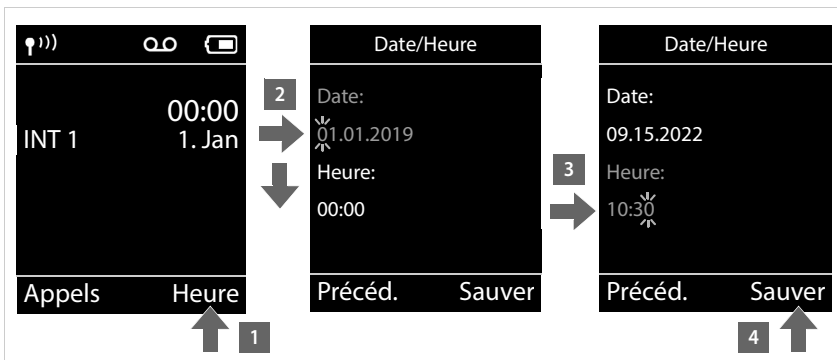 00:00
INT 1
1. Jan
Appels
Heure
1
2
Date/Heure
Date:
01.01.2019
Heure:
00:00
Précéd.
Sauver
3
Date/Heure
Date:
09.15.2022
Heure:
10:30
Précéd.
Sauver
4